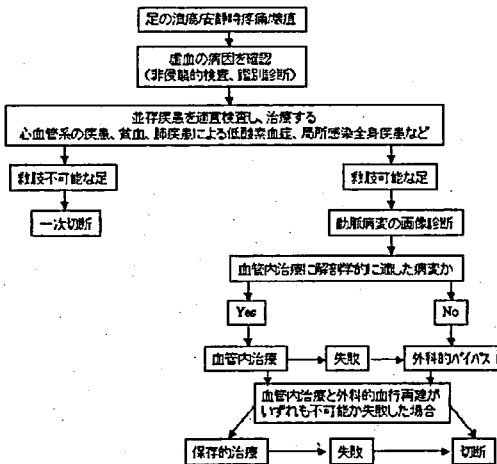 足の潰瘍/安静時疼痛/壊疽
虚血の病因を確認
(非侵襲的検査、鑑別診断)
並存疾患を適宜検査し、治療する
心血管系の疾患、貧血、肺疾患による低酸素血症、局所感染全身疾患など
救肢不可能な足
救肢可能な足
一次切断
動脈病変の画像診断
血管内治療に解剖学的に適した病変か
Yes
No
血管内治療
失敗
外科的バイパス
血管内治療と外科的血行再建が
いずれも不可能か失敗した場合
保存的治療
失敗
切断